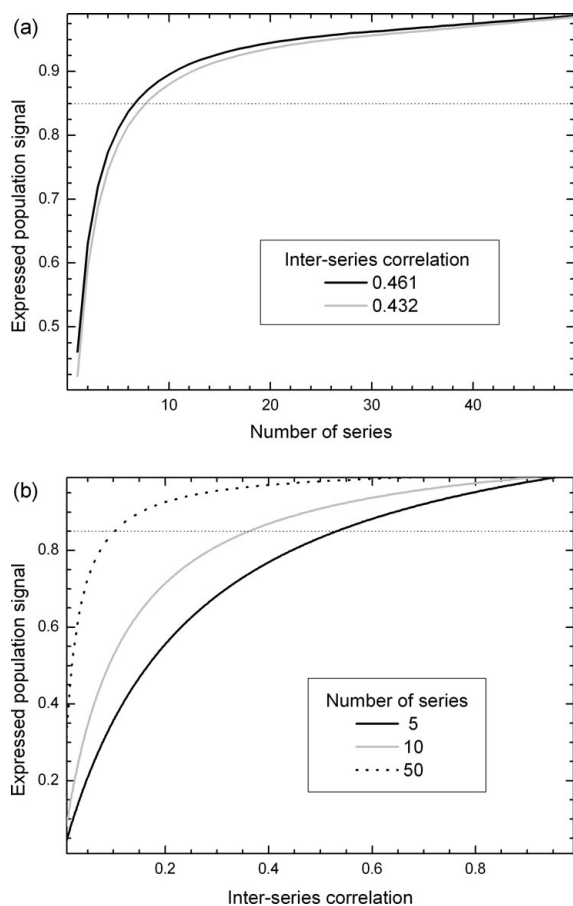 (a)
Expressed population signal
0.9
0.8
0.7
0.6
0.5
Inter-series correlation
0.461
0.432
10
20
30
40
Number of series
(b)
Expressed population signal
0.8
0.6
0.4
0.2
Number of series
5
10
50
0.2
0.4
0.6
0.8
Inter-series correlation